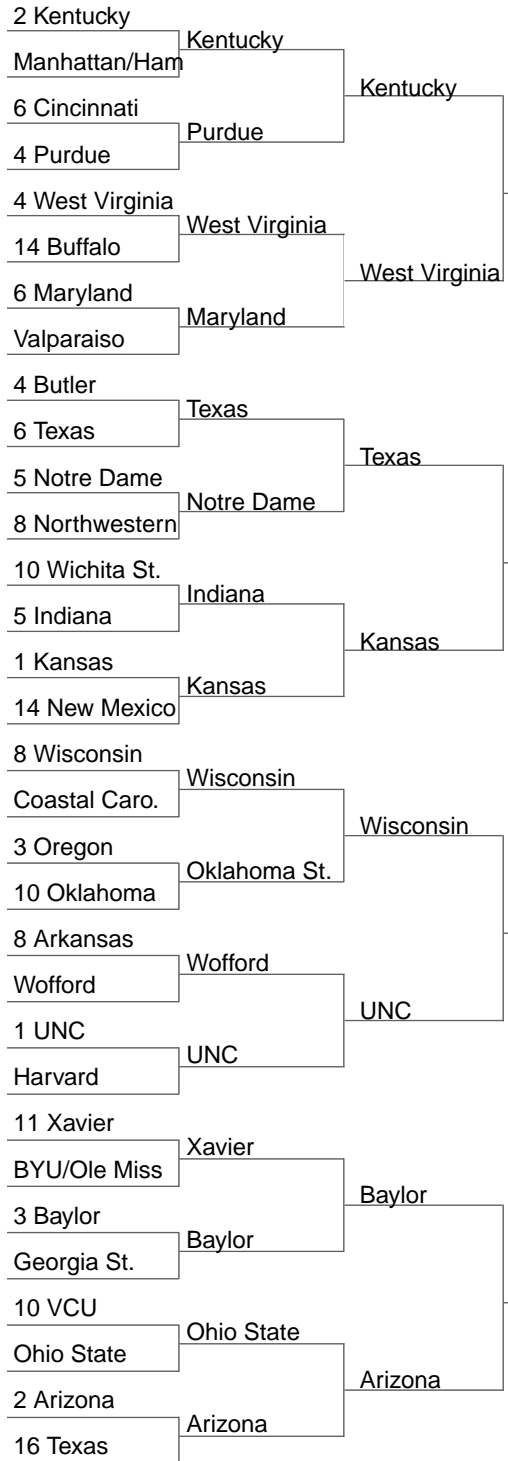 2 Kentucky
Manhattan/Ham
Kentucky
Kentucky
6 Cincinnati
4 Purdue
Purdue
4 West Virginia
14 Buffalo
West Virginia
West Virginia
6 Maryland
Valparaiso
Maryland
4 Butler
6 Texas
Texas
Texas
5 Notre Dame
8 Northwestern
Notre Dame
10 Wichita St.
5 Indiana
Indiana
Kansas
1 Kansas
14 New Mexico
Kansas
8 Wisconsin
Coastal Caro.
Wisconsin
Wisconsin
3 Oregon
10 Oklahoma
Oklahoma St.
8 Arkansas
Wofford
Wofford
UNC
1 UNC
Harvard
UNC
11 Xavier
BYU/Ole Miss
Xavier
Baylor
3 Baylor
Georgia St.
Baylor
10 VCU
Ohio State
Ohio State
Arizona
2 Arizona
16 Texas
Arizona